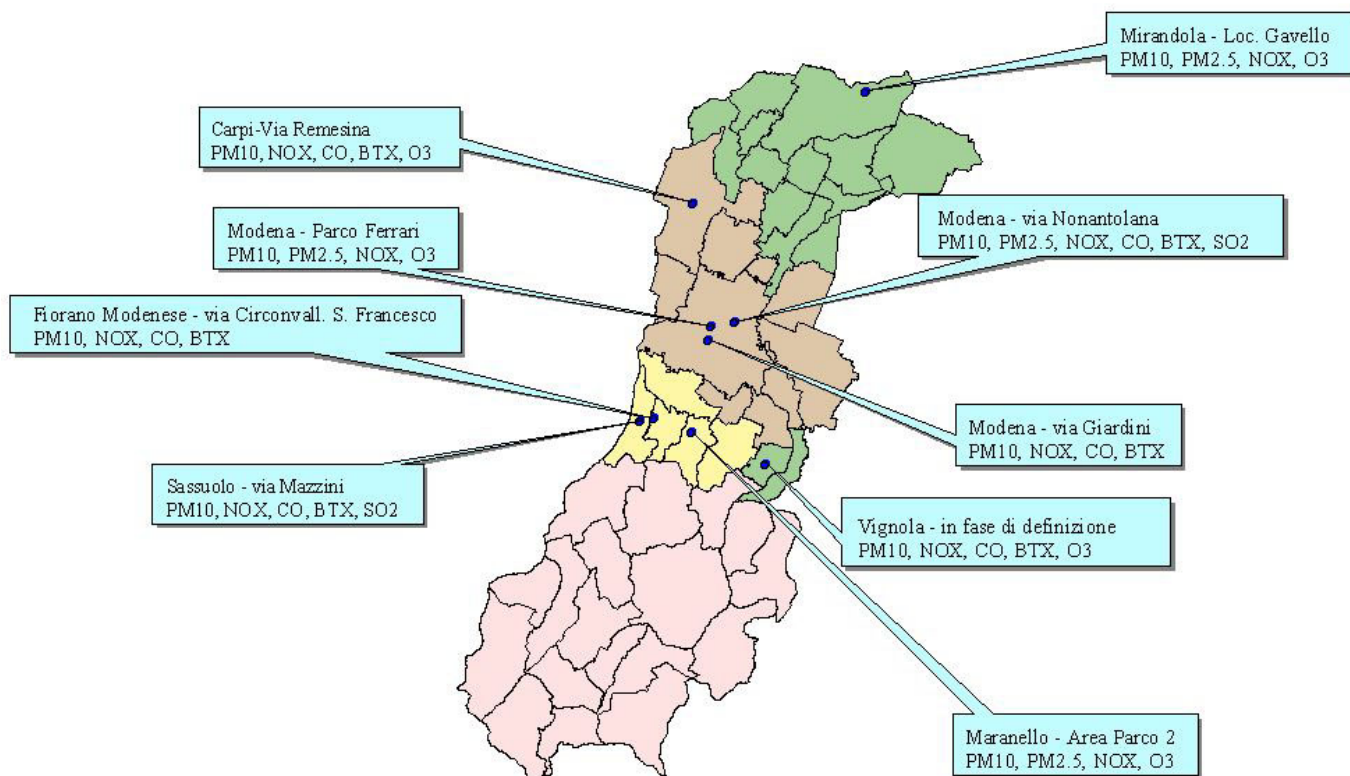 Mirandola - Loc. Gavello
PM10, PM2.5, NOX, O3
Carpi-Via Remesina
PM10, NOX, CO, BTX, O3
Modena - Parco Ferrari
PM10, PM2.5, NOX, O3
Modena - via Nonantolana
PM10, PM2.5, NOX, CO, BTX, SO2
Fiorano Modenese - via Circonvall. S. Francesco
PM10, NOX, CO, BTX
Modena - via Giardini
PM10, NOX, CO, BTX
Sassuolo - via Mazzini
PM10, NOX, CO, BTX, SO2
Vignola - in fase di definizione
PM10, NOX, CO, BTX, O3
Maranello - Area Parco 2
PM10, PM2.5, NOX, O3